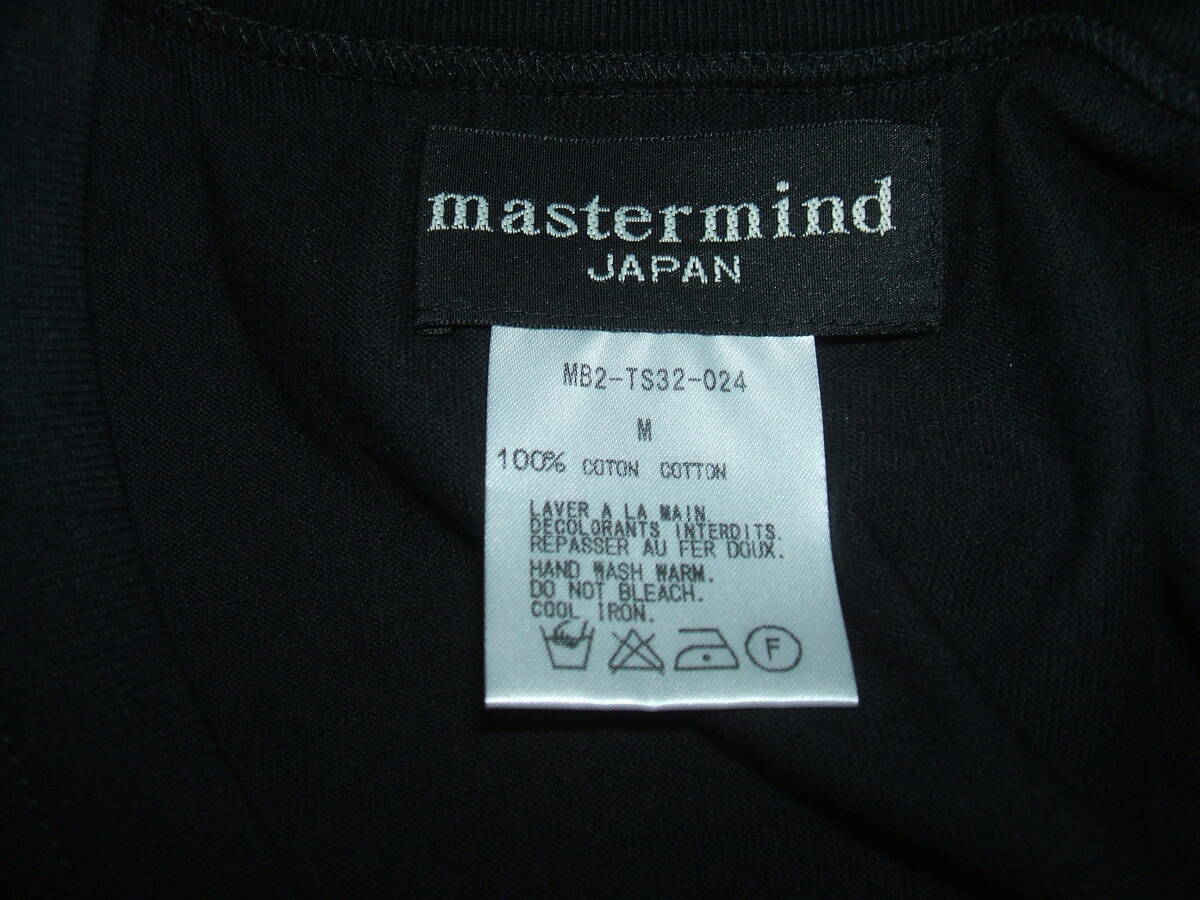 mastermind
JAPAN
MB2-TS32-024
M
100% COTON COTTON
LAVER A LA MAIN.
DECOLORANTS INTERDITS.
REPASSER AU FER DOUX.
HAND WASH WARM.
DO NOT BLEACH.
COOL IRON.
F